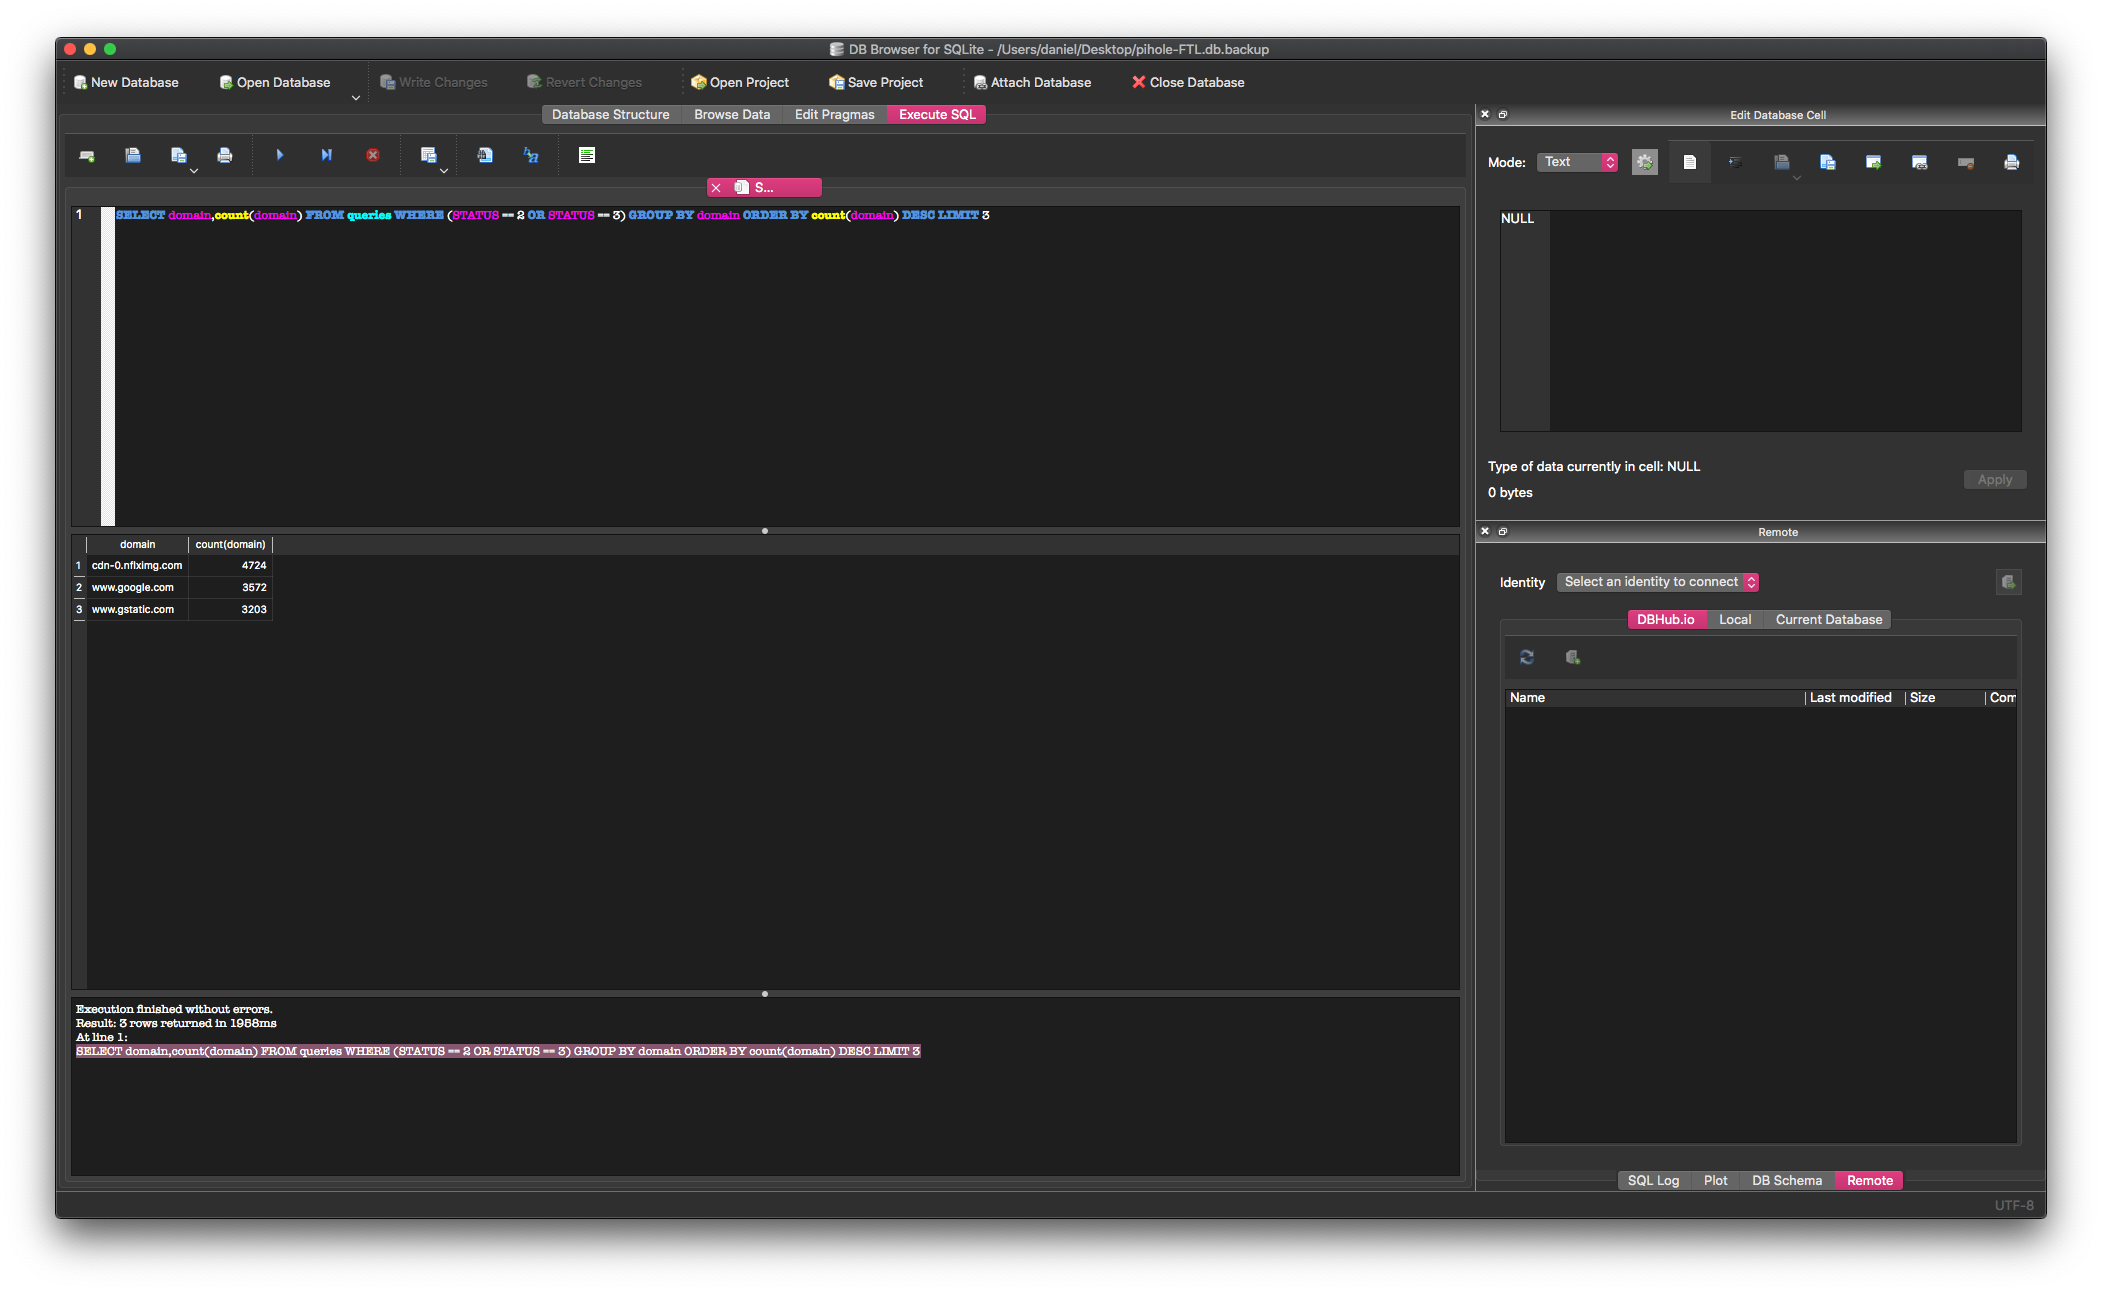 DB Browser for SQLite - /Users/daniel/Desktop/pihole-FTL.db.backup
New Database Open Database Write Changes Revert Changes Open Project Save Project Attach Database Close Database
Database Structure Browse Data Edit Pragmas Execute SQL
S...
1 SELECT domain,count(domain) FROM queries WHERE (STATUS == 2 OR STATUS == 3) GROUP BY domain ORDER BY count(domain) DESC LIMIT 3
domain count(domain)
1 cdn-0.nflximg.com 4724
2 www.google.com 3572
3 www.gstatic.com 3203
Execution finished without errors.
Result: 3 rows returned in 1958ms
At line 1:
SELECT domain,count(domain) FROM queries WHERE (STATUS == 2 OR STATUS == 3) GROUP BY domain ORDER BY count(domain) DESC LIMIT 3
Edit Database Cell
Mode: Text
NULL
Type of data currently in cell: NULL
0 bytes
Apply
Remote
Identity Select an identity to connect
DBHub.io Local Current Database
Name Last modified Size Com
SQL Log Plot DB Schema Remote
UTF-8